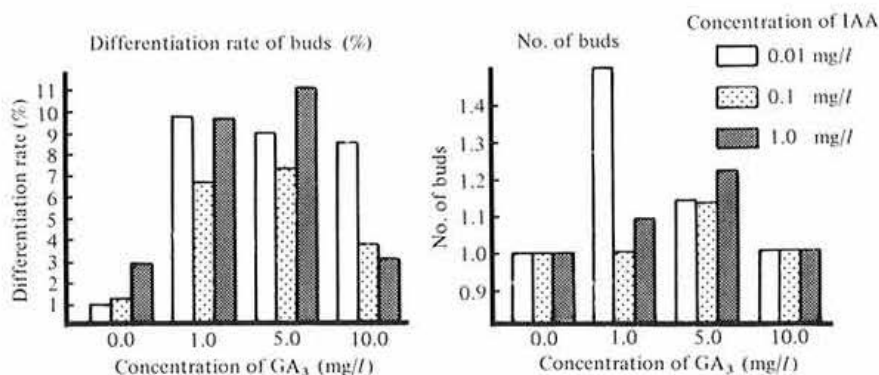 Differentiation rate of buds (%)
Differentiation rate (%)
11
10
9
8
7
6
5
4
3
2
1
0.0 1.0 5.0 10.0
Concentration of GA₃ (mg/l)
No. of buds
No. of buds
1.4
1.3
1.2
1.1
1.0
0.9
0.0 1.0 5.0 10.0
Concentration of GA₃ (mg/l)
Concentration of IAA
0.01 mg/l
0.1 mg/l
1.0 mg/l